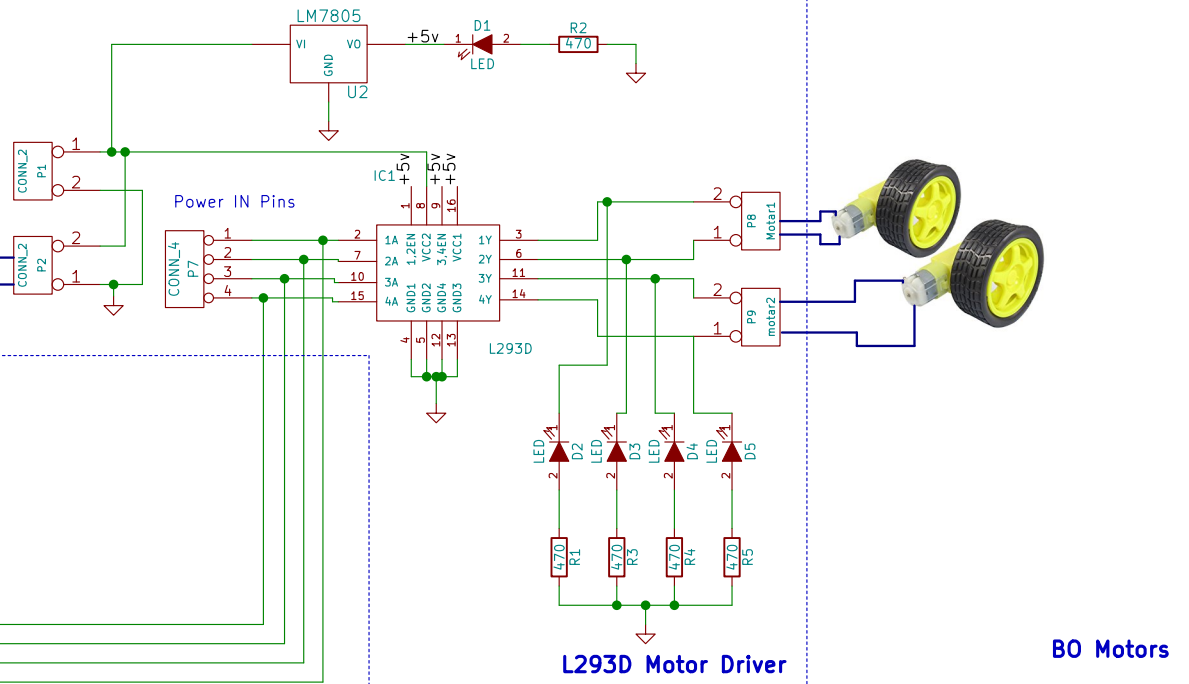 LM7805
VI VO
GND
U2
+5v
1 D1 2
LED
R2
470
CONN_2
P1
1
2
CONN_2
P2
2
1
Power IN Pins
CONN_4
P7
1
2
3
4
IC1
+5v +5v +5v
1 8 9 16
2 1A
7 2A
10 3A
15 4A
1,2EN VCC2 3,4EN VCC1
GND1 GND2 GND4 GND3
1Y 3
2Y 6
3Y 11
4Y 14
4 5 12 13
L293D
2
1
P8
Motar1
2
1
P9
motar2
LED 1 D2 2
LED 1 D3 2
LED 1 D4 2
LED 1 D5 2
470 R1
470 R3
470 R4
470 R5
L293D Motor Driver
BO Motors